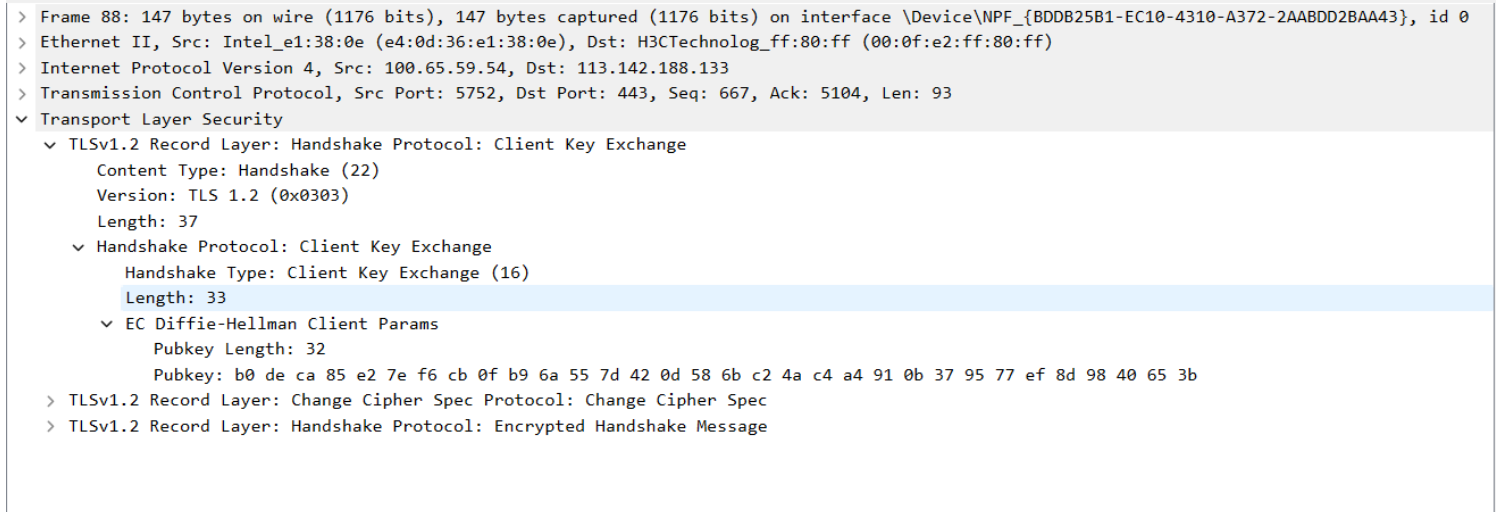 Frame 88: 147 bytes on wire (1176 bits), 147 bytes captured (1176 bits) on interface \Device\NPF_{BDDB25B1-EC10-4310-A372-2AABDD2BAA43}, id 0
Ethernet II, Src: Intel_e1:38:0e (e4:0d:36:e1:38:0e), Dst: H3CTechnolog_ff:80:ff (00:0f:e2:ff:80:ff)
Internet Protocol Version 4, Src: 100.65.59.54, Dst: 113.142.188.133
Transmission Control Protocol, Src Port: 5752, Dst Port: 443, Seq: 667, Ack: 5104, Len: 93
Transport Layer Security
TLSv1.2 Record Layer: Handshake Protocol: Client Key Exchange
Content Type: Handshake (22)
Version: TLS 1.2 (0x0303)
Length: 37
Handshake Protocol: Client Key Exchange
Handshake Type: Client Key Exchange (16)
Length: 33
EC Diffie-Hellman Client Params
Pubkey Length: 32
Pubkey: b0 de ca 85 e2 7e f6 cb 0f b9 6a 55 7d 42 0d 58 6b c2 4a c4 a4 91 0b 37 95 77 ef 8d 98 40 65 3b
TLSv1.2 Record Layer: Change Cipher Spec Protocol: Change Cipher Spec
TLSv1.2 Record Layer: Handshake Protocol: Encrypted Handshake Message